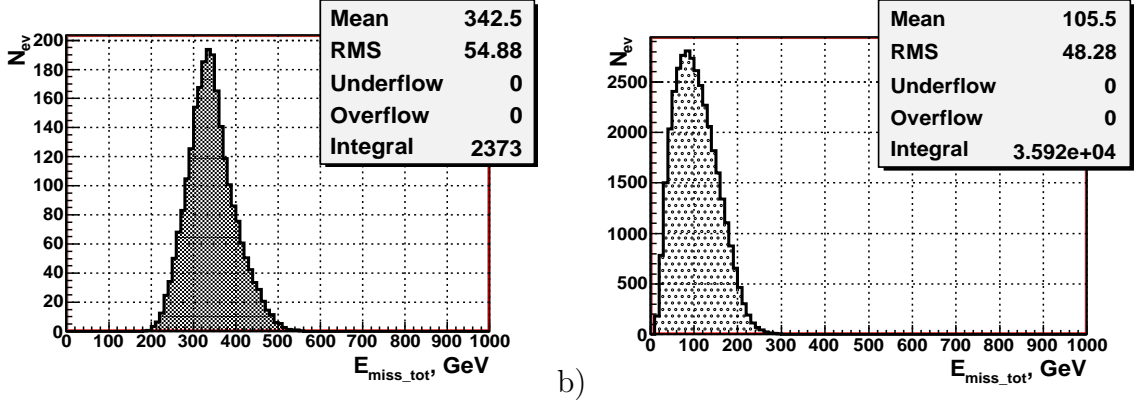 Mean 342.5
RMS 54.88
Underflow 0
Overflow 0
Integral 2373
N_ev
200
180
160
140
120
100
80
60
40
20
0
0 100 200 300 400 500 600 700 800 900 1000
E_miss_tot, GeV
b)
Mean 105.5
RMS 48.28
Underflow 0
Overflow 0
Integral 3.592e+04
N_ev
2500
2000
1500
1000
500
0
0 100 200 300 400 500 600 700 800 900 1000
E_miss_tot, GeV